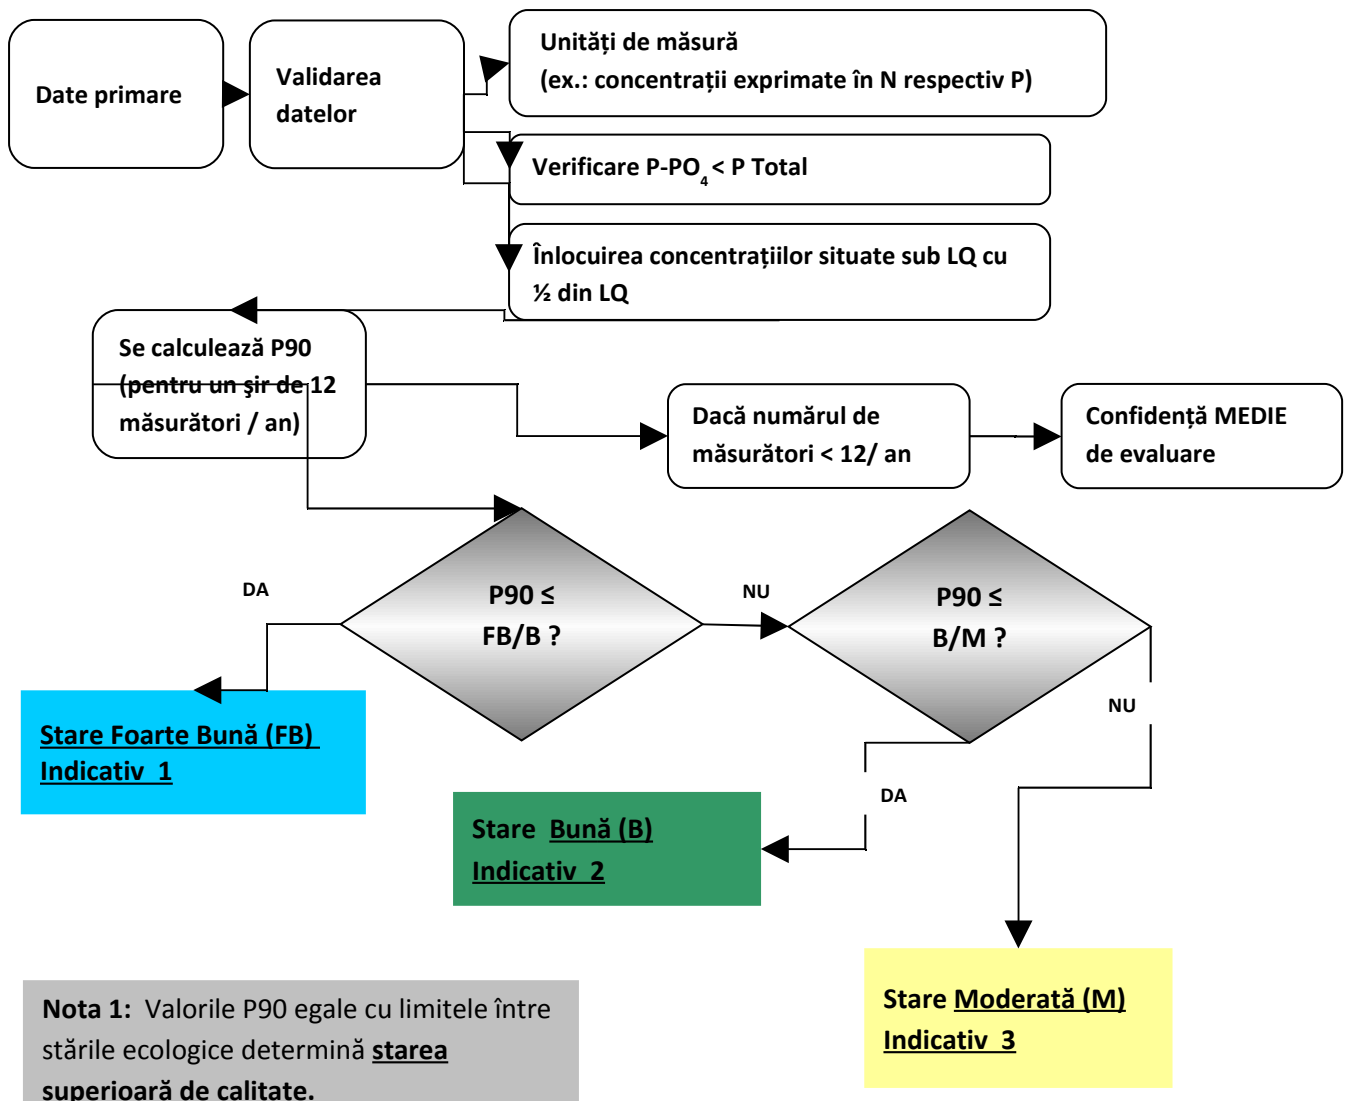 Date primare
Validarea
datelor
Unități de măsură
(ex.: concentrații exprimate în N respectiv P)
Verificare P-PO4 < P Total
Înlocuirea concentrațiilor situate sub LQ cu
½ din LQ
Se calculează P90
(pentru un şir de 12
măsurători / an)
Dacă numărul de
măsurători < 12/ an
Confidență MEDIE
de evaluare
DA
P90 ≤
FB/B ?
NU
P90 ≤
B/M ?
NU
Stare Foarte Bună (FB)
Indicativ 1
DA
Stare Bună (B)
Indicativ 2
Stare Moderată (M)
Indicativ 3
Nota 1: Valorile P90 egale cu limitele între
stările ecologice determină starea
superioară de calitate.